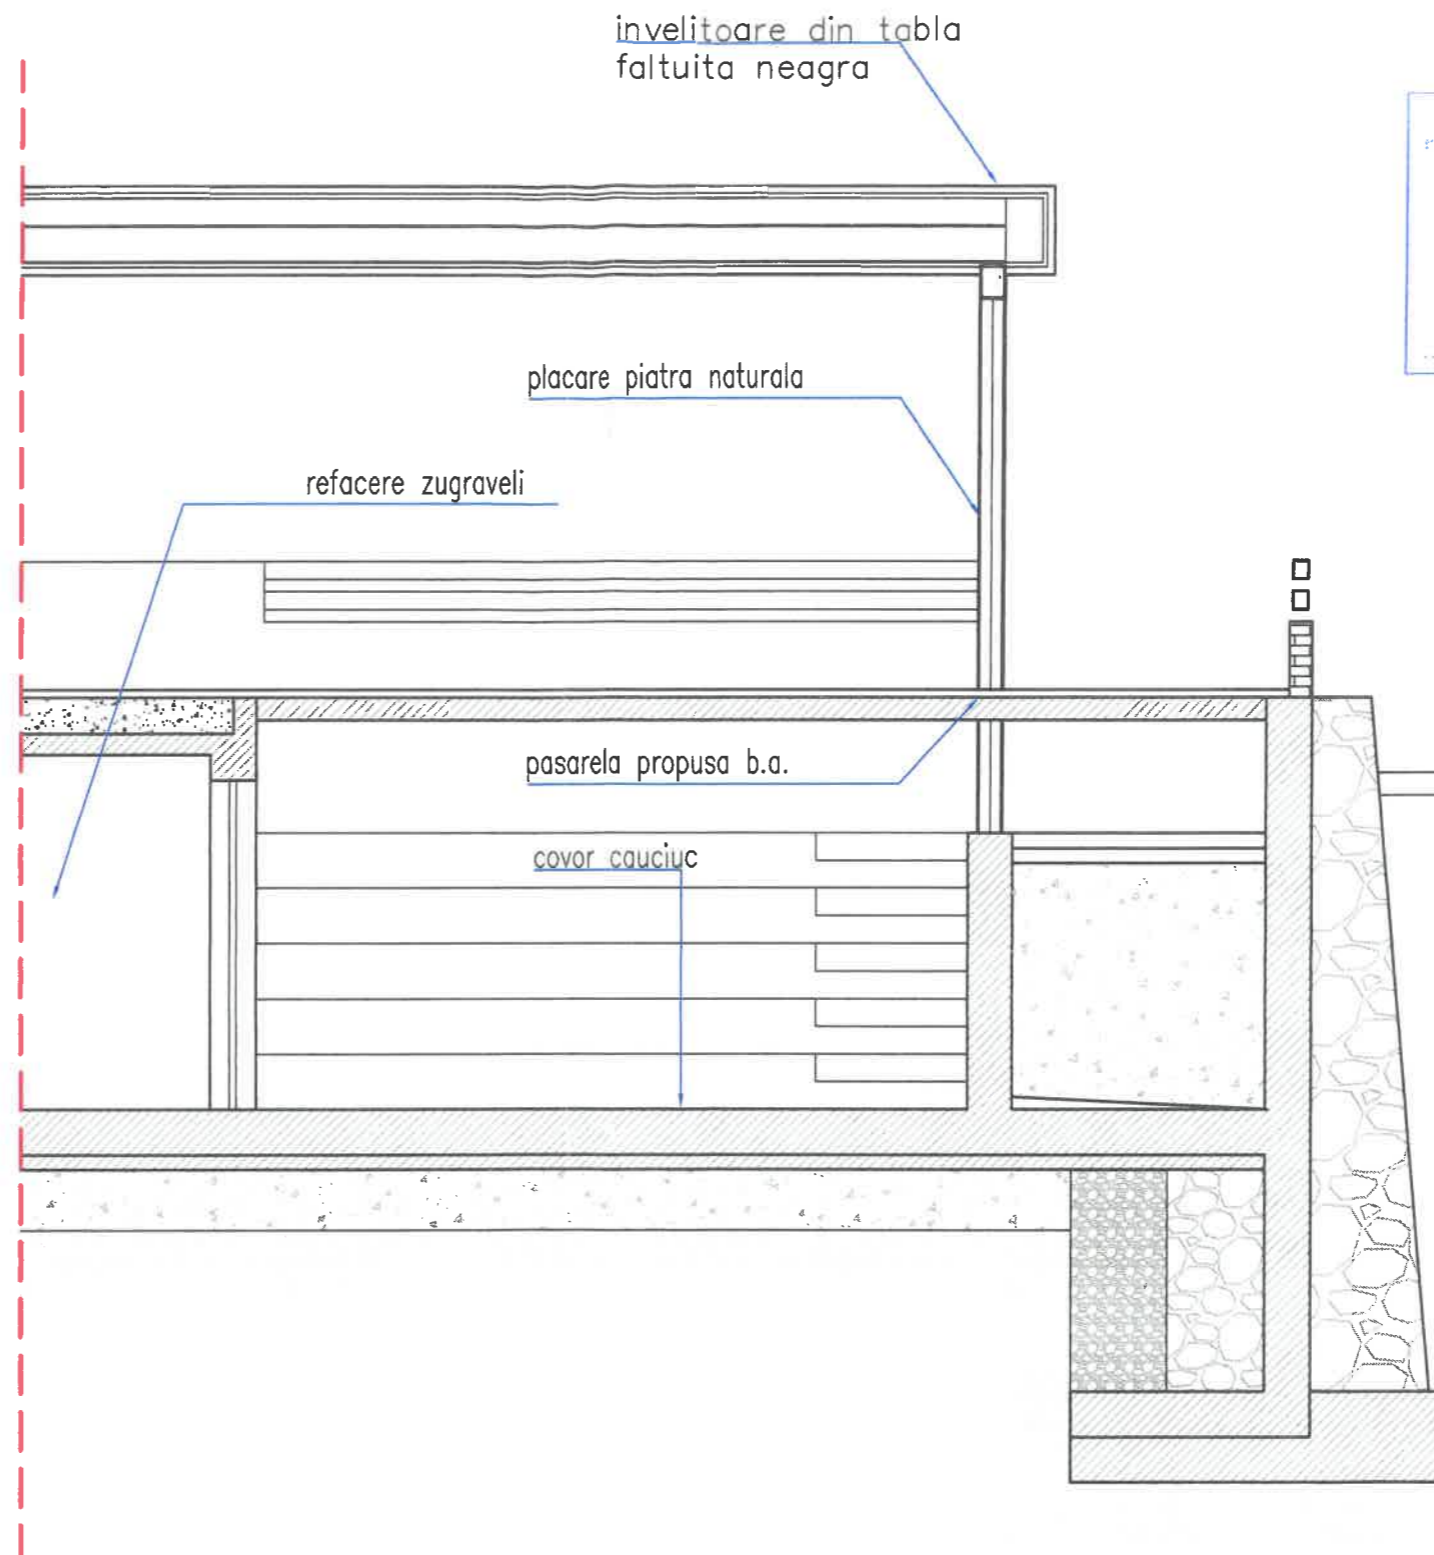 invelitoare din tabla
faltuita neagra
placare piatra naturala
refacere zugraveli
pasarela propusa b.a.
covor cauciuc